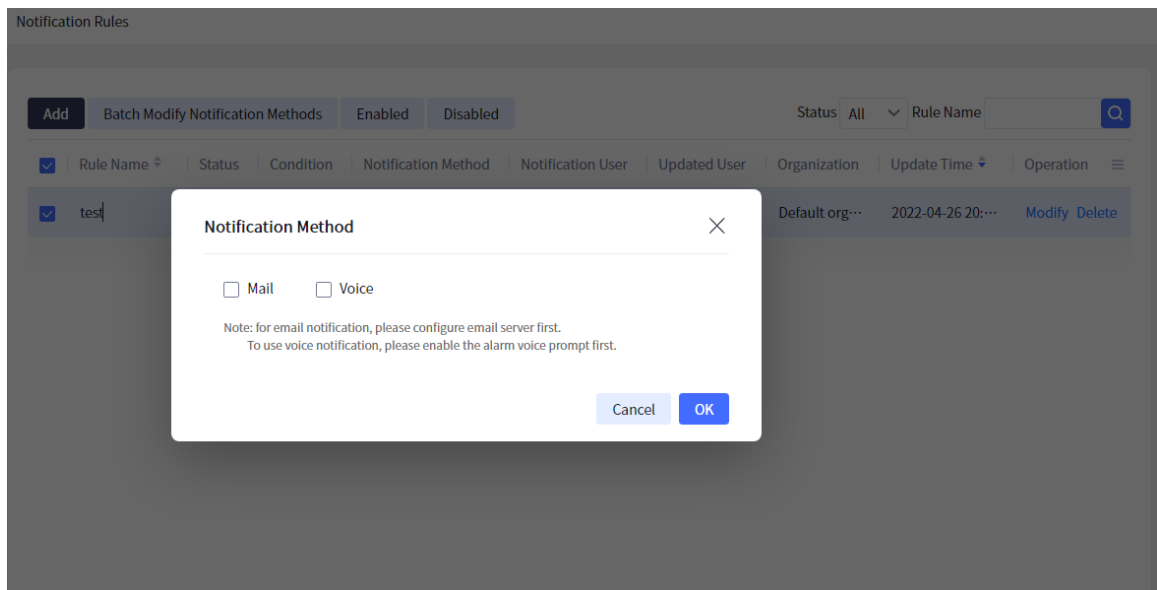 Notification Rules
Add Batch Modify Notification Methods Enabled Disabled Status All Rule Name
Rule Name Status Condition Notification Method Notification User Updated User Organization Update Time Operation
test Default org··· 2022-04-26 20:··· Modify Delete
Notification Method
Mail Voice
Note: for email notification, please configure email server first.
To use voice notification, please enable the alarm voice prompt first.
Cancel OK